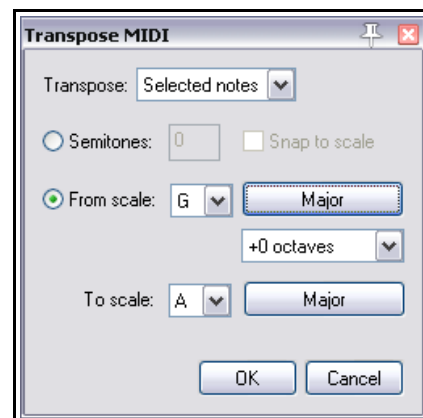 Transpose MIDI
Transpose: Selected notes
Semitones: 0 Snap to scale
From scale: G Major
+0 octaves
To scale: A Major
OK Cancel